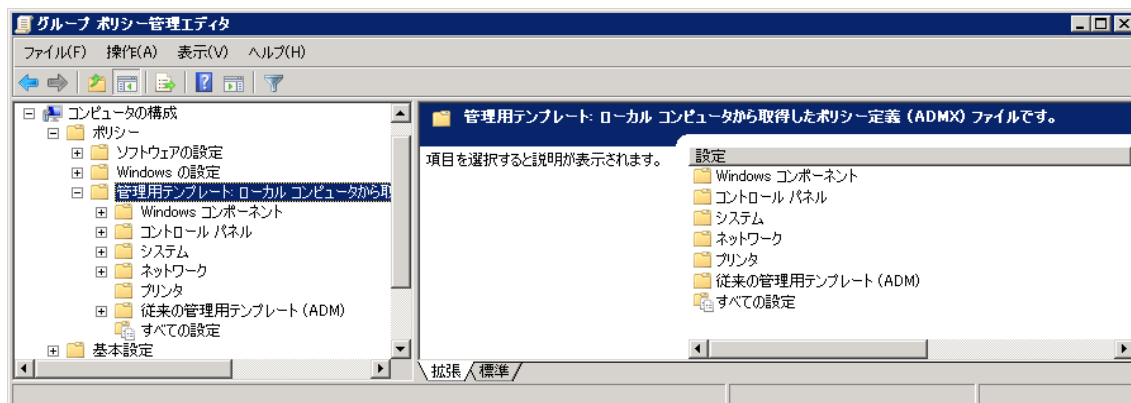 グループ ポリシー管理エディタ
ファイル(F) 操作(A) 表示(V) ヘルプ(H)
コンピュータの構成
ポリシー
ソフトウェアの設定
Windows の設定
管理用テンプレート: ローカル コンピュータから取
Windows コンポーネント
コントロール パネル
システム
ネットワーク
プリンタ
従来の管理用テンプレート (ADM)
すべての設定
基本設定
管理用テンプレート: ローカル コンピュータから取得したポリシー定義 (ADMX) ファイルです。
項目を選択すると説明が表示されます。
設定
Windows コンポーネント
コントロール パネル
システム
ネットワーク
プリンタ
従来の管理用テンプレート (ADM)
すべての設定
拡張 標準